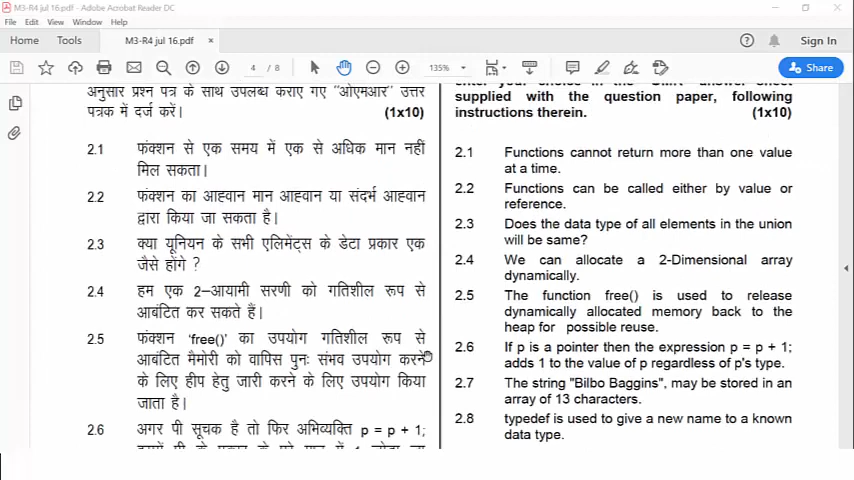 M3-R4 jul 16.pdf - Adobe Acrobat Reader DC
File Edit View Window Help
Home Tools M3-R4 jul 16.pdf × Sign In
4 / 8 135% Share
अनुसार प्रश्न पत्र के साथ उपलब्ध कराए गए "ओएमआर" उत्तर
पत्रक में दर्ज करें। (1x10)
2.1 फंक्शन से एक समय में एक से अधिक मान नहीं
मिल सकता।
2.2 फंक्शन का आह्वान मान आह्वान या संदर्भ आह्वान
द्वारा किया जा सकता है।
2.3 क्या यूनियन के सभी एलिमेंट्स के डेटा प्रकार एक
जैसे होंगे ?
2.4 हम एक 2–आयामी सरणी को गतिशील रूप से
आबंटित कर सकते हैं।
2.5 फंक्शन 'free()' का उपयोग गतिशील रूप से
आबंटित मैमोरी को वापिस पुनः संभव उपयोग करने
के लिए हीप हेतु जारी करने के लिए उपयोग किया
जाता है।
2.6 अगर पी सूचक है तो फिर अभिव्यक्ति p = p + 1;
supplied with the question paper, following
instructions therein. (1x10)
2.1 Functions cannot return more than one value
at a time.
2.2 Functions can be called either by value or
reference.
2.3 Does the data type of all elements in the union
will be same?
2.4 We can allocate a 2-Dimensional array
dynamically.
2.5 The function free() is used to release
dynamically allocated memory back to the
heap for possible reuse.
2.6 If p is a pointer then the expression p = p + 1;
adds 1 to the value of p regardless of p's type.
2.7 The string "Bilbo Baggins", may be stored in an
array of 13 characters.
2.8 typedef is used to give a new name to a known
data type.